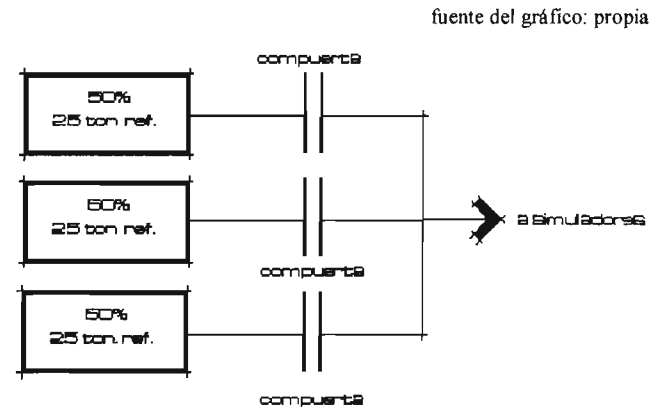 fuente del gráfico: propia
compuerta
50%
25 ton ref.
50%
25 ton ref.
a simuladores
compuerta
50%
25 ton. ref.
compuerta